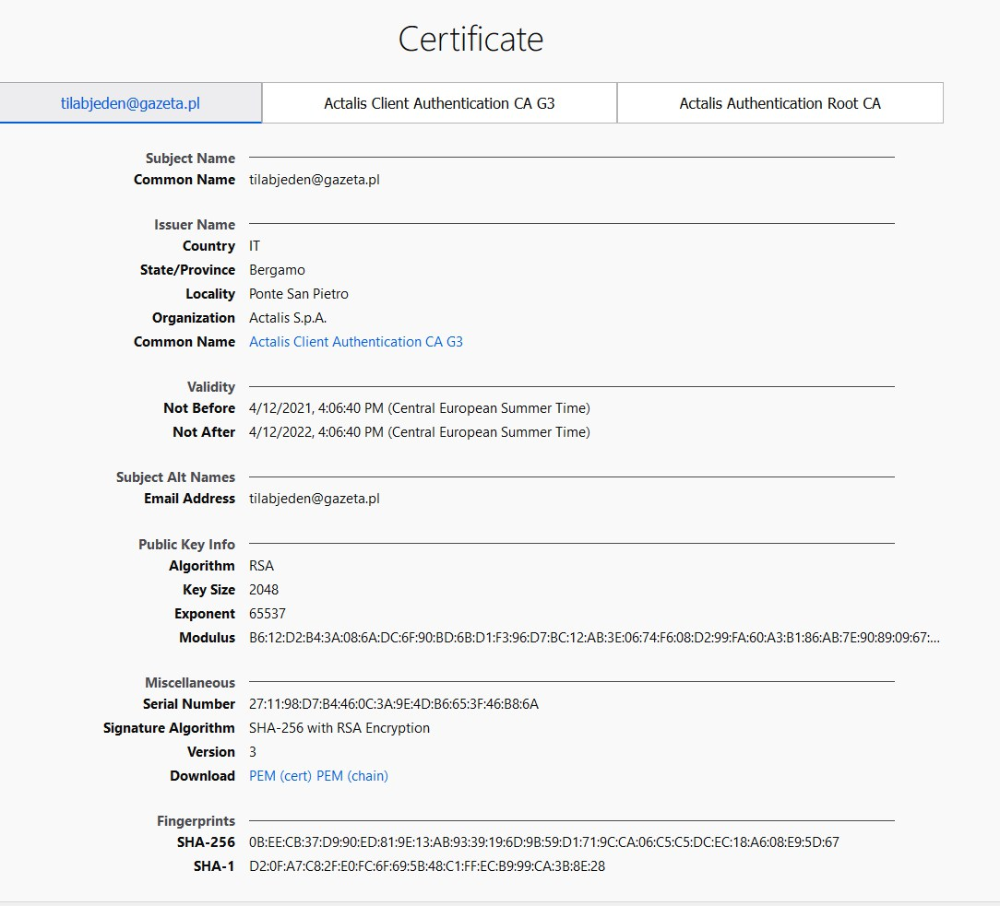 Certificate
tilabjeden@gazeta.pl Actalis Client Authentication CA G3 Actalis Authentication Root CA
Subject Name
Common Name tilabjeden@gazeta.pl
Issuer Name
Country IT
State/Province Bergamo
Locality Ponte San Pietro
Organization Actalis S.p.A.
Common Name Actalis Client Authentication CA G3
Validity
Not Before 4/12/2021, 4:06:40 PM (Central European Summer Time)
Not After 4/12/2022, 4:06:40 PM (Central European Summer Time)
Subject Alt Names
Email Address tilabjeden@gazeta.pl
Public Key Info
Algorithm RSA
Key Size 2048
Exponent 65537
Modulus B6:12:D2:B4:3A:08:6A:DC:6F:90:BD:6B:D1:F3:96:D7:BC:12:AB:3E:06:74:F6:08:D2:99:FA:60:A3:B1:86:AB:7E:90:89:09:67:...
Miscellaneous
Serial Number 27:11:98:D7:B4:46:0C:3A:9E:4D:B6:65:3F:46:B8:6A
Signature Algorithm SHA-256 with RSA Encryption
Version 3
Download PEM (cert) PEM (chain)
Fingerprints
SHA-256 0B:EE:CB:37:D9:90:ED:81:9E:13:AB:93:39:19:6D:9B:59:D1:71:9C:CA:06:C5:C5:DC:EC:18:A6:08:E9:5D:67
SHA-1 D2:0F:A7:C8:2F:E0:FC:6F:69:5B:48:C1:FF:EC:B9:99:CA:3B:8E:28